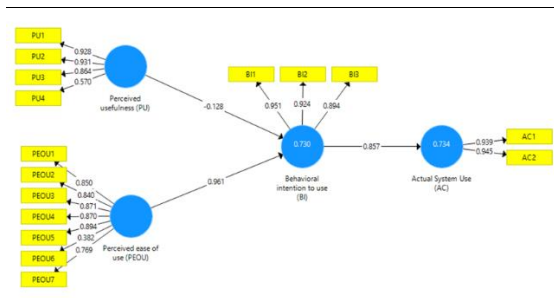 PU1
PU2
PU3
PU4
0.928
0.931
0.864
0.570
Perceived
usefulness (PU)
-0.128
BI1
BI2
BI3
0.951
0.924
0.894
0.730
Behavioral
intention to use
(BI)
0.857
0.734
Actual System Use
(AC)
0.939
0.945
AC1
AC2
0.961
PEOU1
PEOU2
PEOU3
PEOU4
PEOU5
PEOU6
PEOU7
0.850
0.840
0.871
0.870
0.894
0.382
0.769
Perceived ease of
use (PEOU)